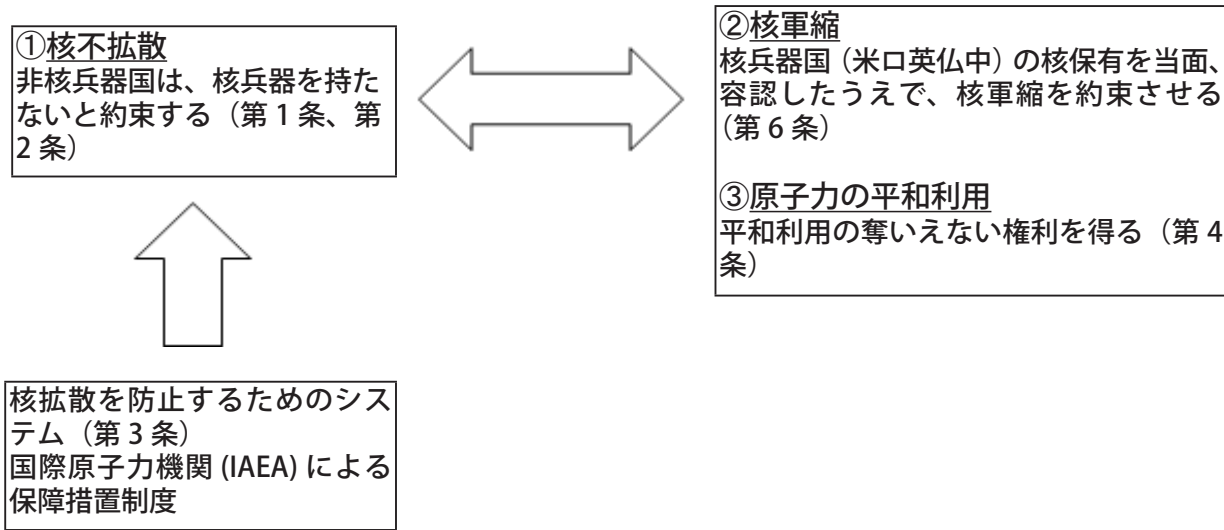 ①核不拡散
非核兵器国は、核兵器を持た
ないと約束する（第1条、第
2条）
②核軍縮
核兵器国（米ロ英仏中）の核保有を当面、
容認したうえで、核軍縮を約束させる
（第6条）
③原子力の平和利用
平和利用の奪いえない権利を得る（第4
条）
核拡散を防止するためのシス
テム（第3条）
国際原子力機関(IAEA)による
保障措置制度